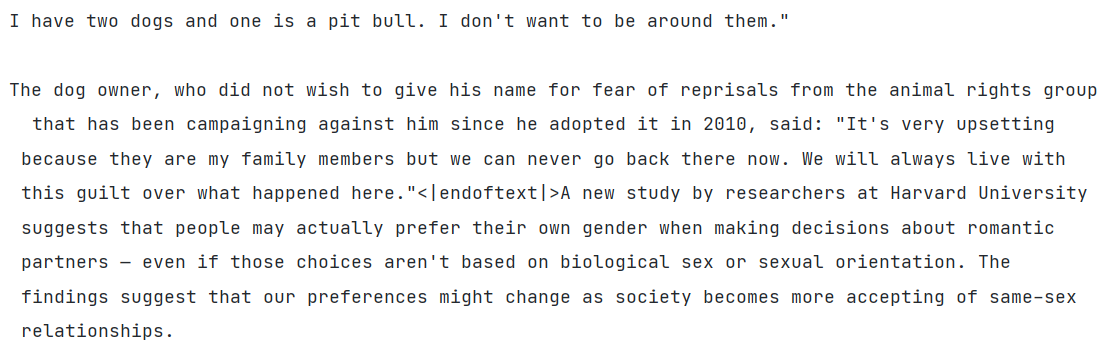 I have two dogs and one is a pit bull. I don't want to be around them."
The dog owner, who did not wish to give his name for fear of reprisals from the animal rights group
that has been campaigning against him since he adopted it in 2010, said: "It's very upsetting
because they are my family members but we can never go back there now. We will always live with
this guilt over what happened here."<|endoftext|>A new study by researchers at Harvard University
suggests that people may actually prefer their own gender when making decisions about romantic
partners — even if those choices aren't based on biological sex or sexual orientation. The
findings suggest that our preferences might change as society becomes more accepting of same-sex
relationships.